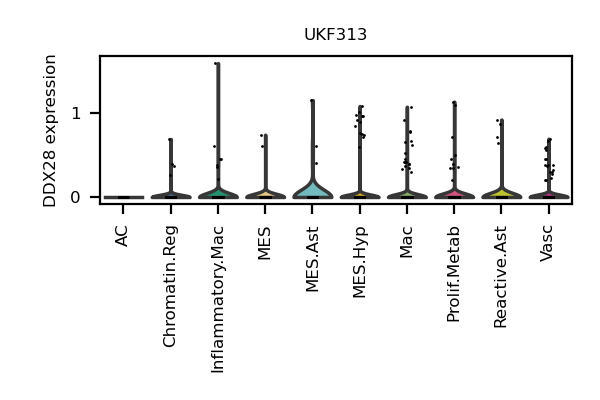 UKF313
DDX28 expression
1
0
AC
Chromatin.Reg
Inflammatory.Mac
MES
MES.Ast
MES.Hyp
Mac
Prolif.Metab
Reactive.Ast
Vasc